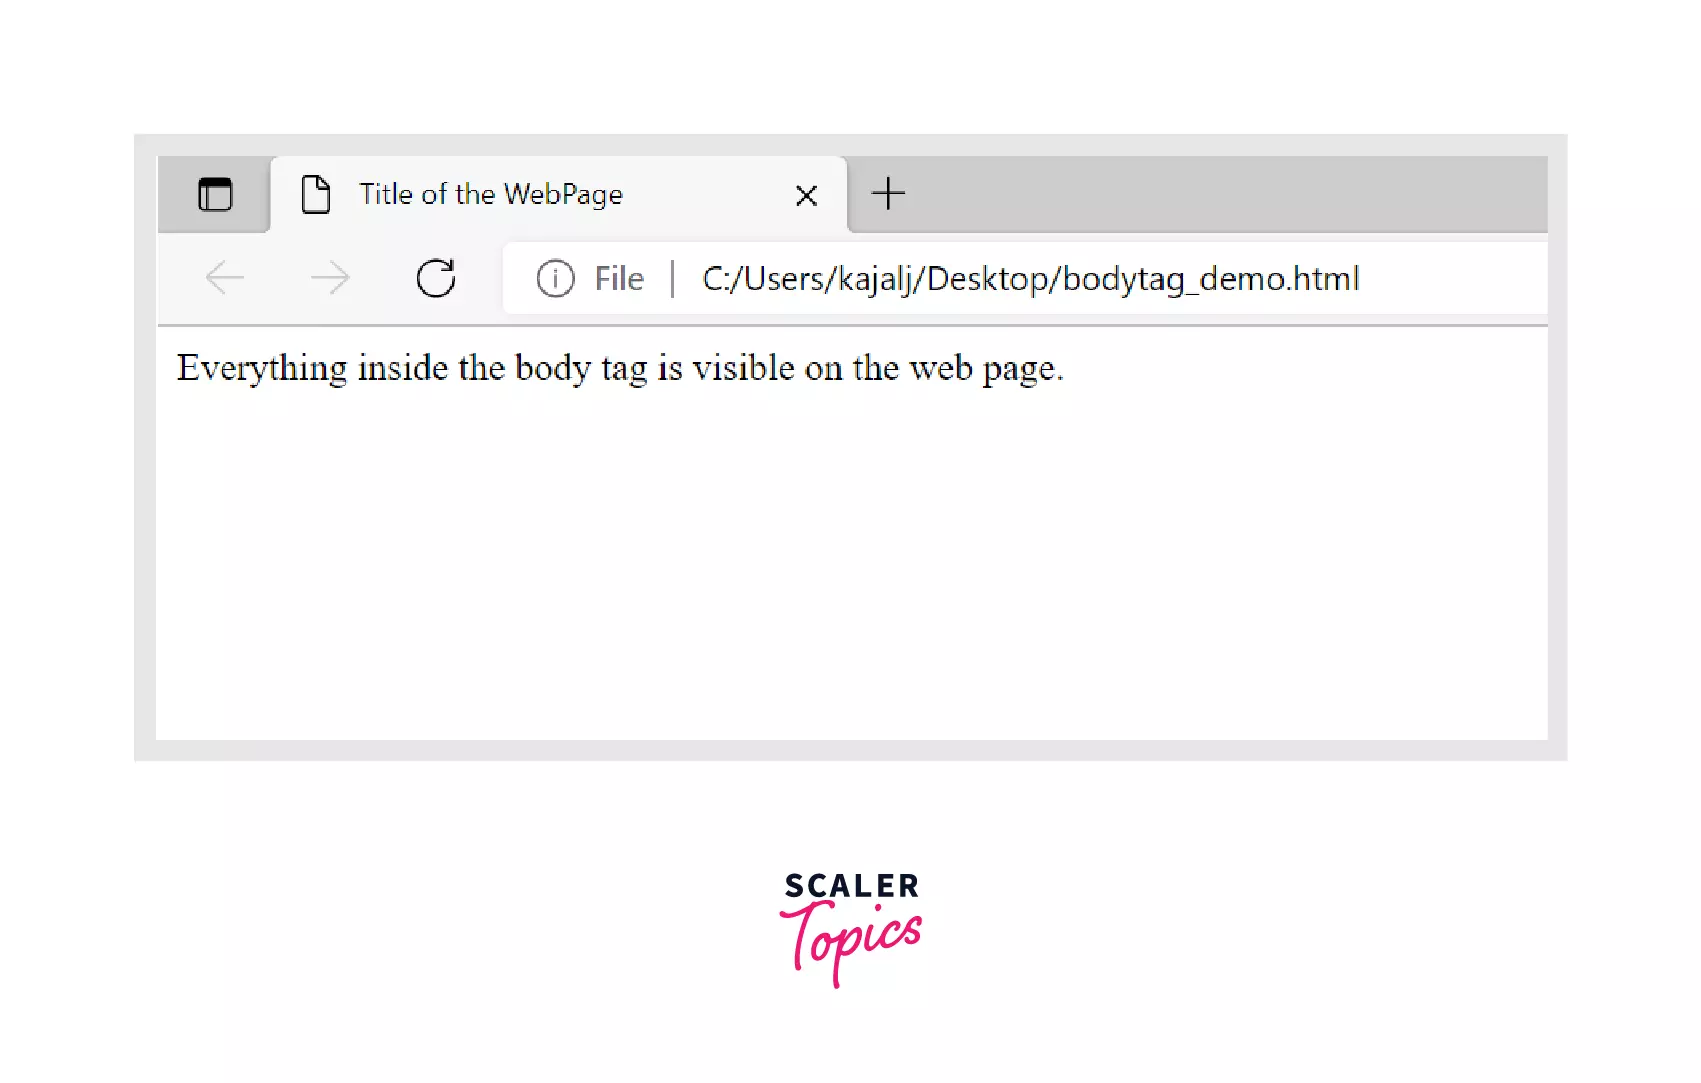 Title of the WebPage
File | C:/Users/kajalj/Desktop/bodytag_demo.html
Everything inside the body tag is visible on the web page.
SCALER
Topics